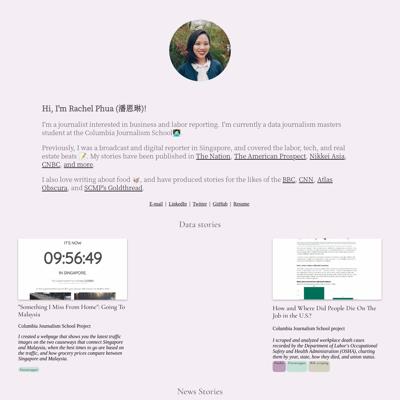 Hi, I'm Rachel Phua (潘恩琳)!
I'm a journalist interested in business and labor reporting. I'm currently a data journalism masters
student at the Columbia Journalism School
Previously, I was a broadcast and digital reporter in Singapore, and covered the labor, tech, and real
estate beats 📝. My stories have been published in The Nation, The American Prospect, Nikkei Asia,
CNBC, and more.
I also love writing about food 🍜, and have produced stories for the likes of the BBC, CNN, Atlas
Obscura, and SCMP's Goldthread.
E-mail | LinkedIn | Twitter | GitHub | Resume
Data stories
IT'S NOW
09:56:49
IN SINGAPORE.
"Something I Miss From Home": Going To
Malaysia
Columbia Journalism School Project
I created a webpage that shows you the latest traffic
images on the two causeways that connect Singapore
and Malaysia, when the best times to go are based on
the traffic, and how grocery prices compare between
Singapore and Malaysia.
How and Where Did People Die On The
Job in the U.S.?
Columbia Journalism School project
I scraped and analyzed workplace death cases
recorded by the Department of Labor's Occupational
Safety and Health Administration (OSHA), charting
them by year, state, how they died, and union status.
News Stories